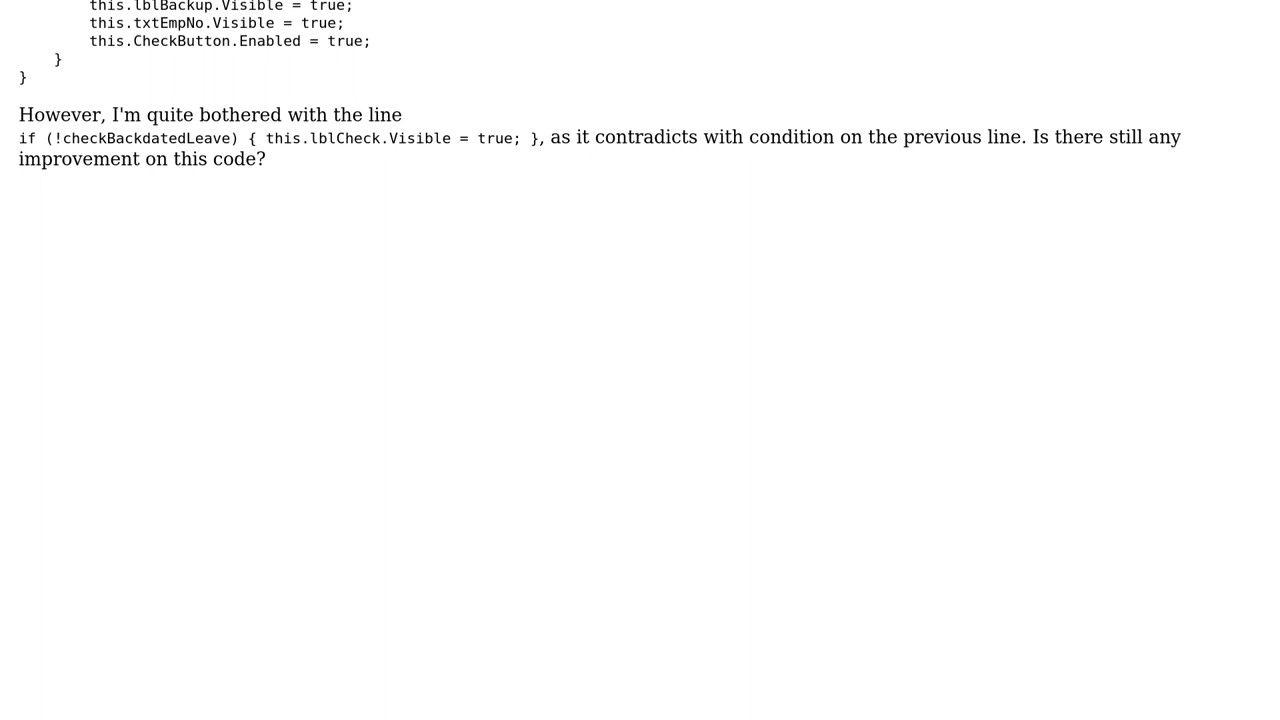 this.lblBackup.Visible = true;
this.txtEmpNo.Visible = true;
this.CheckButton.Enabled = true;
}
}
However, I'm quite bothered with the line
if (!checkBackdatedLeave) { this.lblCheck.Visible = true; }, as it contradicts with condition on the previous line. Is there still any
improvement on this code?